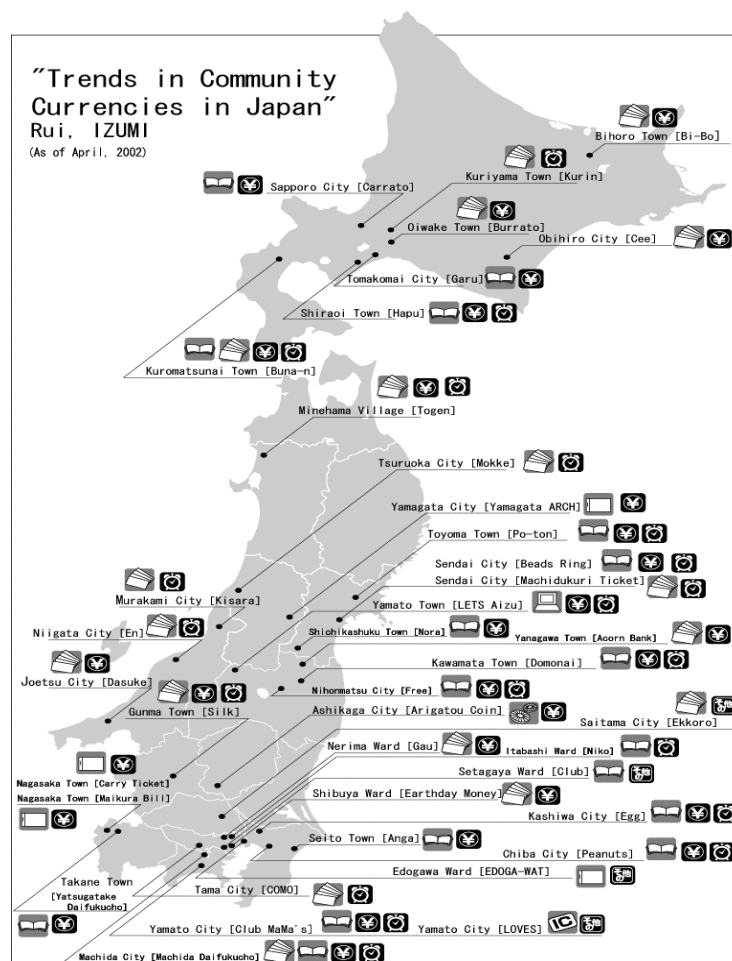 "Trends in Community
Currencies in Japan"
Rui, IZUMI
(As of April, 2002)
Bihoro Town [Bi-Bo]
Kuriyama Town [Kurin]
Sapporo City [Carrato]
Oiwake Town [Burrato]
Obihiro City [Cee]
Tomakomai City [Garu]
Shiraoi Town [Hapu]
Kuromatsunai Town [Buna-n]
Minehama Village [Togen]
Tsuruoka City [Mokke]
Yamagata City [Yamagata ARCH]
Toyoma Town [Po-ton]
Sendai City [Beads Ring]
Sendai City [Machidukuri Ticket]
Murakami City [Kisara]
Yamato Town [LETS Aizu]
Niigata City [En]
Shichikashuku Town [Nora]
Yanagawa Town [Acorn Bank]
Kawamata Town [Domonai]
Joetsu City [Dasuke]
Nihonmatsu City [Free]
Gunma Town [Silk]
Ashikaga City [Arigatou Coin]
Saitama City [Ekkoro]
Nerima Ward [Gau]
Itabashi Ward [Niko]
Setagaya Ward [Club]
Nagasaka Town [Carry Ticket]
Nagasaka Town [Maikura Bill]
Shibuya Ward [Earthday Money]
Kashiwa City [Egg]
Seito Town [Anga]
Chiba City [Peanuts]
Edogawa Ward [EDOGA-WAT]
Takane Town
[Yatsugatake
Daifukucho]
Tama City [COMO]
Yamato City [Club MaMa's]
Yamato City [LOVES]
IC
Machida City [Machida Daifukucho]